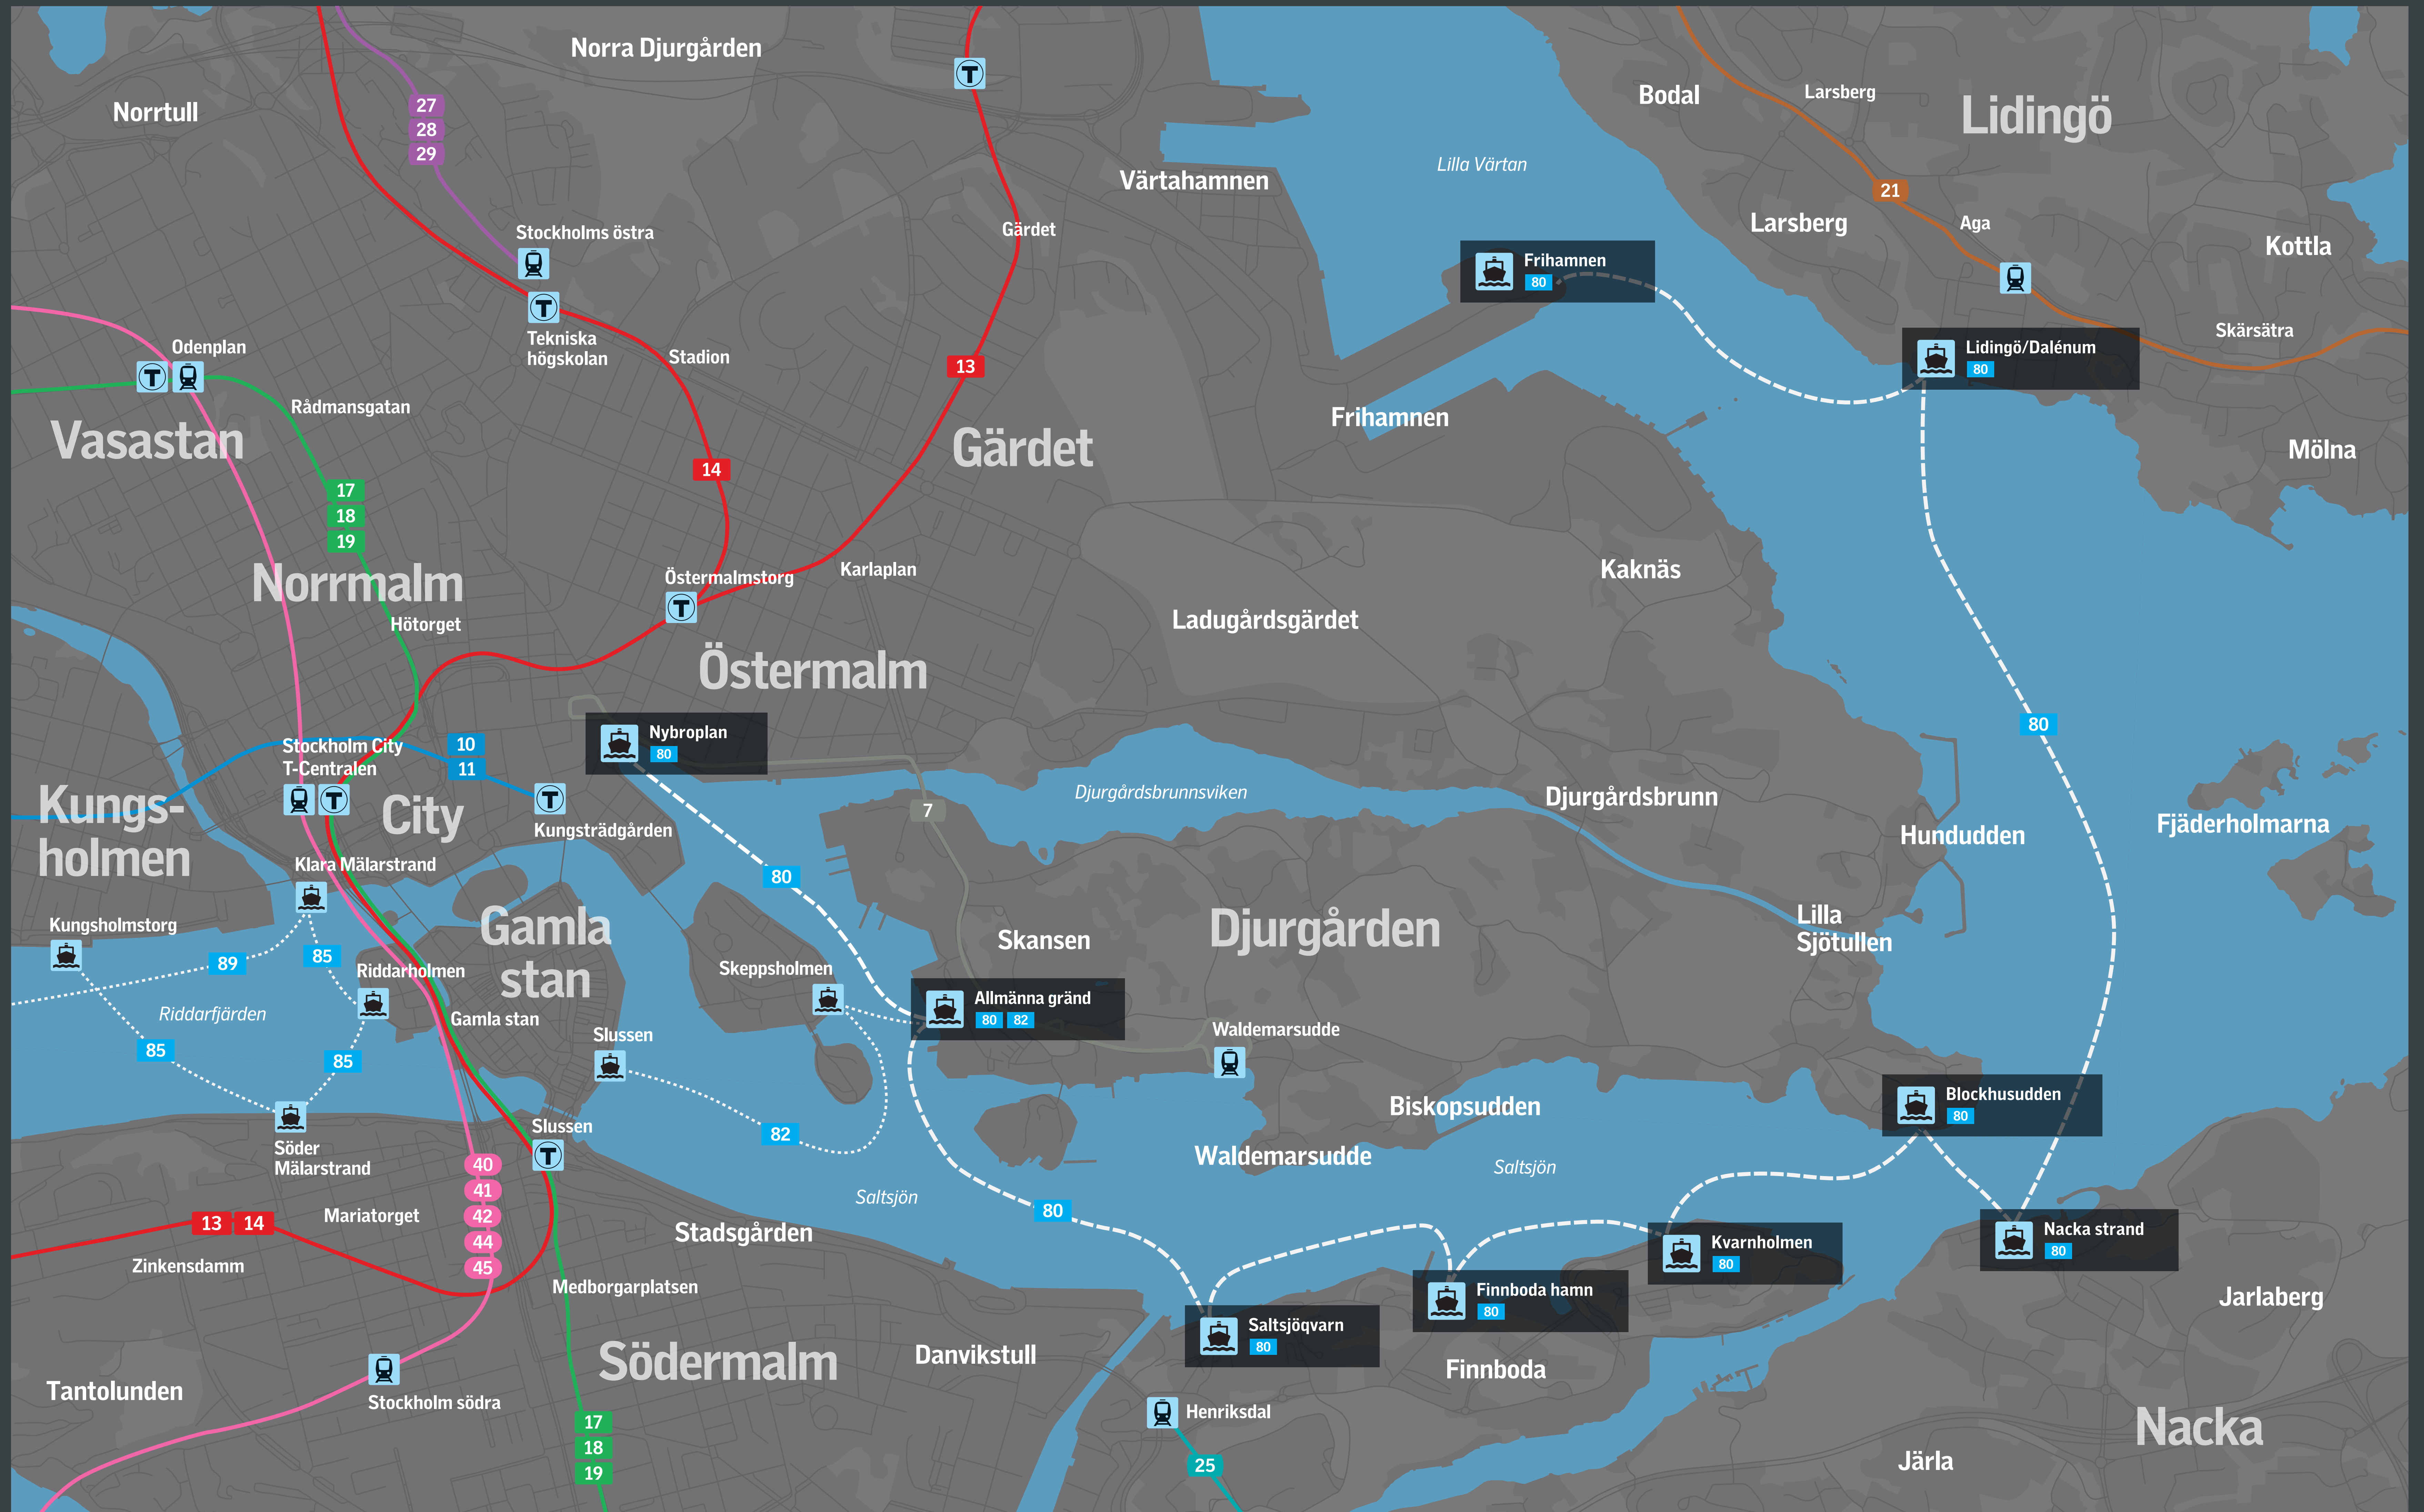 Norra Djurgården
Norrtull
27
28
29
Stockholms östra
Tekniska
högskolan
Stadion
Odenplan
Rådmansgatan
Vasastan
17
18
19
Norrmalm
Hötorget
14
13
Gärdet
Gärdet
Östermalmstorg
Karlaplan
Östermalm
Värtahamnen
Lilla Värtan
Bodal
Larsberg
Lidingö
21
Larsberg
Aga
Kottla
Skärsätra
Mölna
Frihamnen
80
Lidingö/Dalénum
80
Frihamnen
Kaknäs
Ladugårdsgärdet
80
Stockholm City
T-Centralen
10
11
City
Kungsträdgården
Kungs-
holmen
Nybroplan
80
7
80
Djurgårdsbrunnsviken
Djurgårdsbrunn
Hundudden
Fjäderholmarna
Lilla
Sjötullen
Klara Mälarstrand
Kungsholmstorg
89
85
Riddarholmen
Riddarfjärden
85
85
Söder
Mälarstrand
Gamla
stan
Gamla stan
Slussen
Skeppsholmen
Skansen
Djurgården
Allmänna gränd
80 82
Waldemarsudde
82
Slussen
Biskopsudden
Waldemarsudde
Saltsjön
Saltsjön
80
Blockhusudden
80
Nacka strand
80
Kvarnholmen
80
Finnboda hamn
80
Saltsjöqvarn
80
Finnboda
Jarlaberg
Nacka
Järla
40
41
42
44
45
13 14
Mariatorget
Zinkensdamm
Stadsgården
Medborgarplatsen
Södermalm
Danvikstull
Tantolunden
Stockholm södra
17
18
19
Henriksdal
25